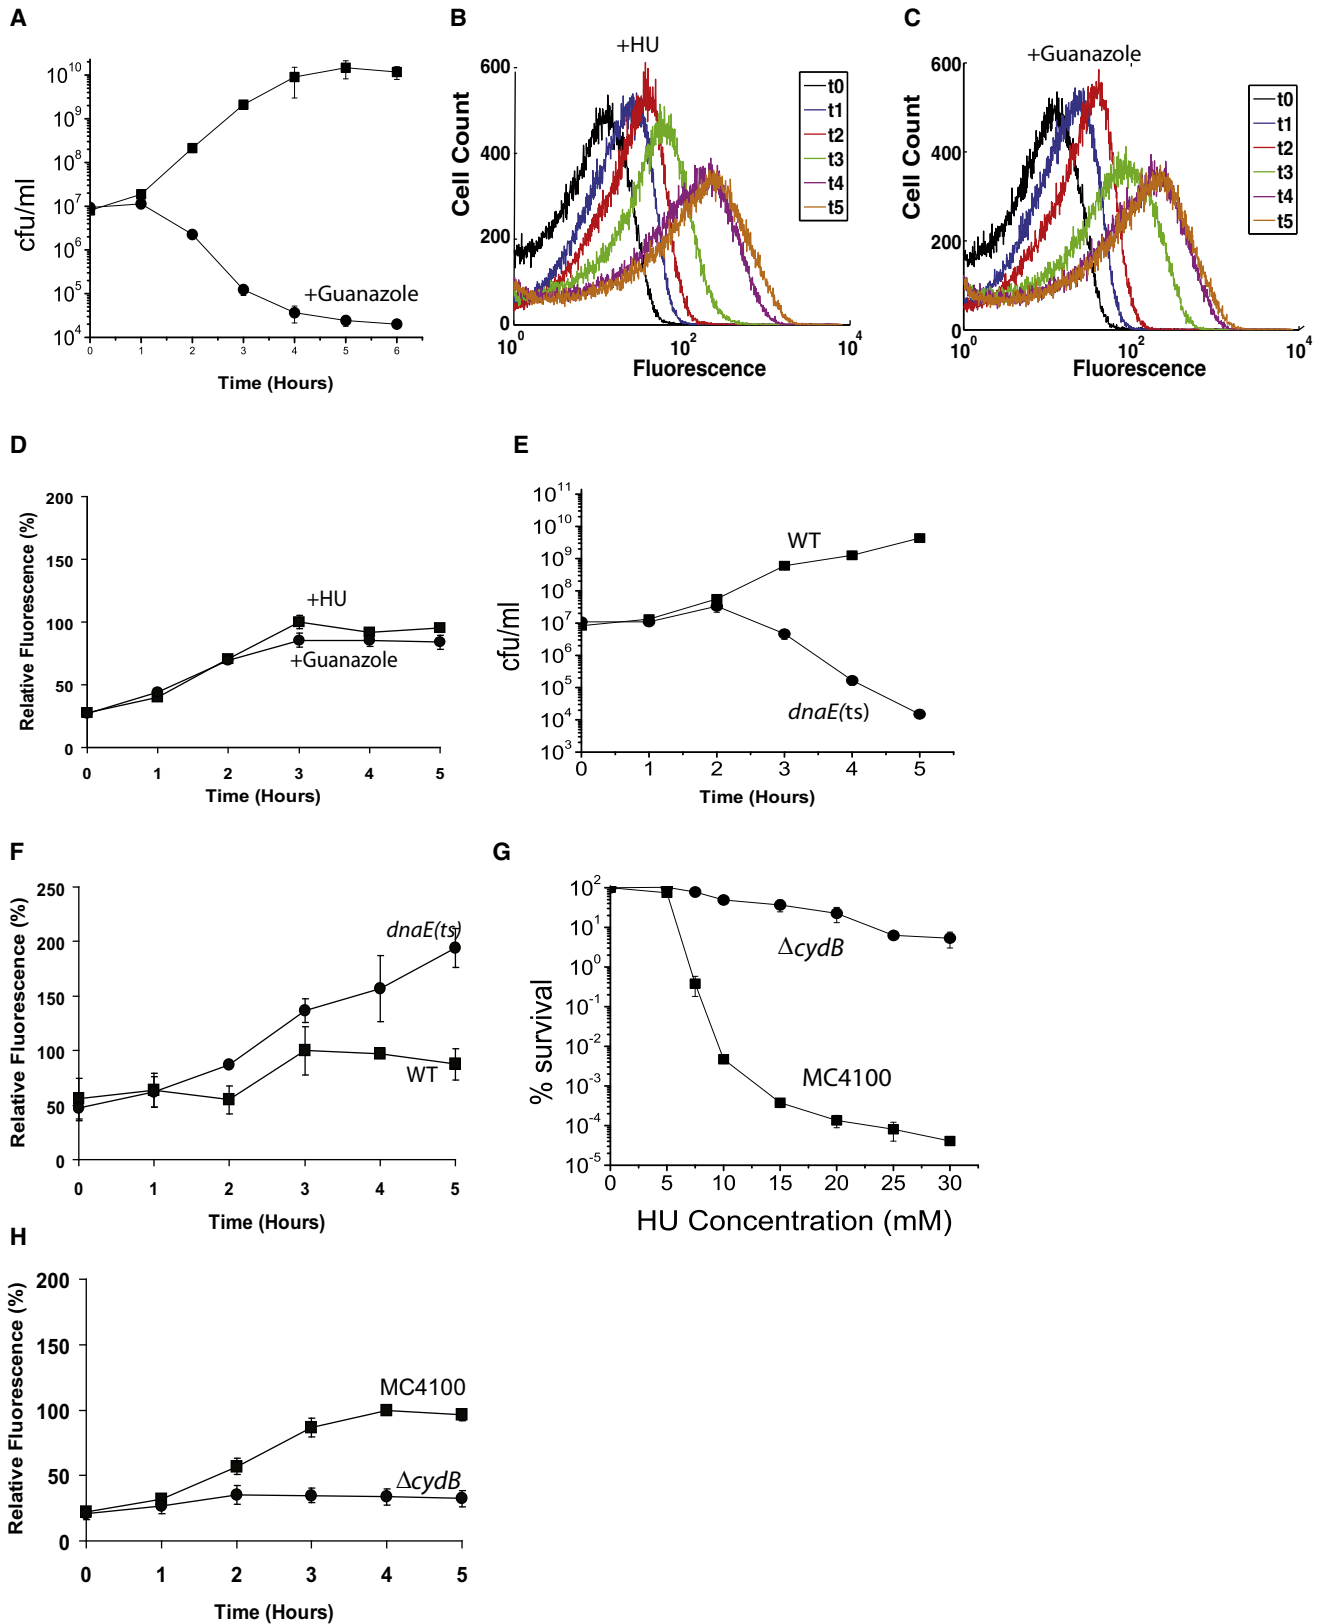 A
cfu/ml
10^10
10^9
10^8
10^7
10^6
10^5
10^4
+Guanazole
0 1 2 3 4 5 6
Time (Hours)
B
+HU
Cell Count
600
400
200
0
t0
t1
t2
t3
t4
t5
10^0 10^2 10^4
Fluorescence
C
+Guanazole
Cell Count
600
400
200
0
t0
t1
t2
t3
t4
t5
10^0 10^2 10^4
Fluorescence
D
Relative Fluorescence (%)
200
150
100
50
0
+HU
+Guanazole
0 1 2 3 4 5
Time (Hours)
E
cfu/ml
10^11
10^10
10^9
10^8
10^7
10^6
10^5
10^4
10^3
WT
dnaE(ts)
0 1 2 3 4 5
Time (Hours)
F
Relative Fluorescence (%)
250
200
150
100
50
0
dnaE(ts)
WT
0 1 2 3 4 5
Time (Hours)
G
% survival
10^2
10^1
10^0
10^-1
10^-2
10^-3
10^-4
10^-5
ΔcydB
MC4100
0 5 10 15 20 25 30
HU Concentration (mM)
H
Relative Fluorescence (%)
200
150
100
50
0
MC4100
ΔcydB
0 1 2 3 4 5
Time (Hours)